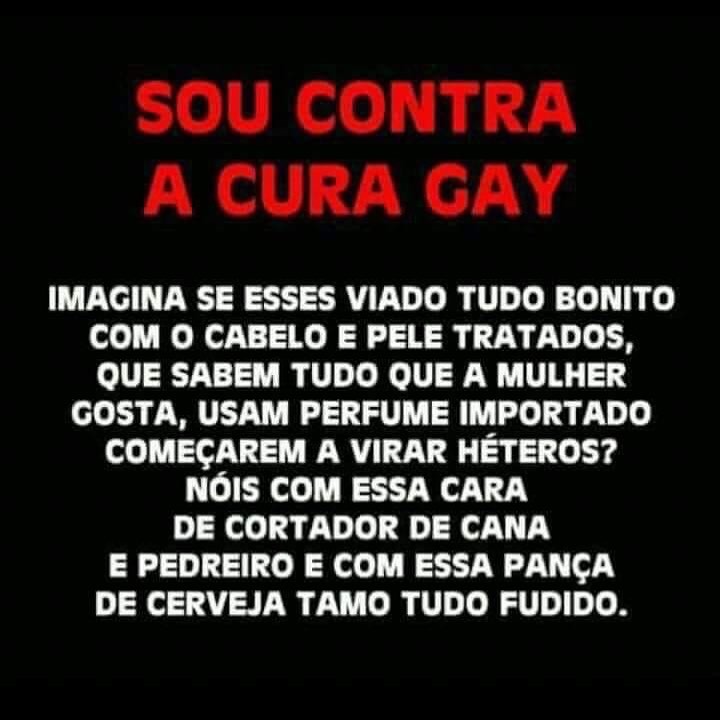 SOU CONTRA
A CURA GAY
IMAGINA SE ESSES VIADO TUDO BONITO
COM O CABELO E PELE TRATADOS,
QUE SABEM TUDO QUE A MULHER
GOSTA, USAM PERFUME IMPORTADO
COMEÇAREM A VIRAR HÉTEROS?
NÓIS COM ESSA CARA
DE CORTADOR DE CANA
E PEDREIRO E COM ESSA PANÇA
DE CERVEJA TAMO TUDO FUDIDO.